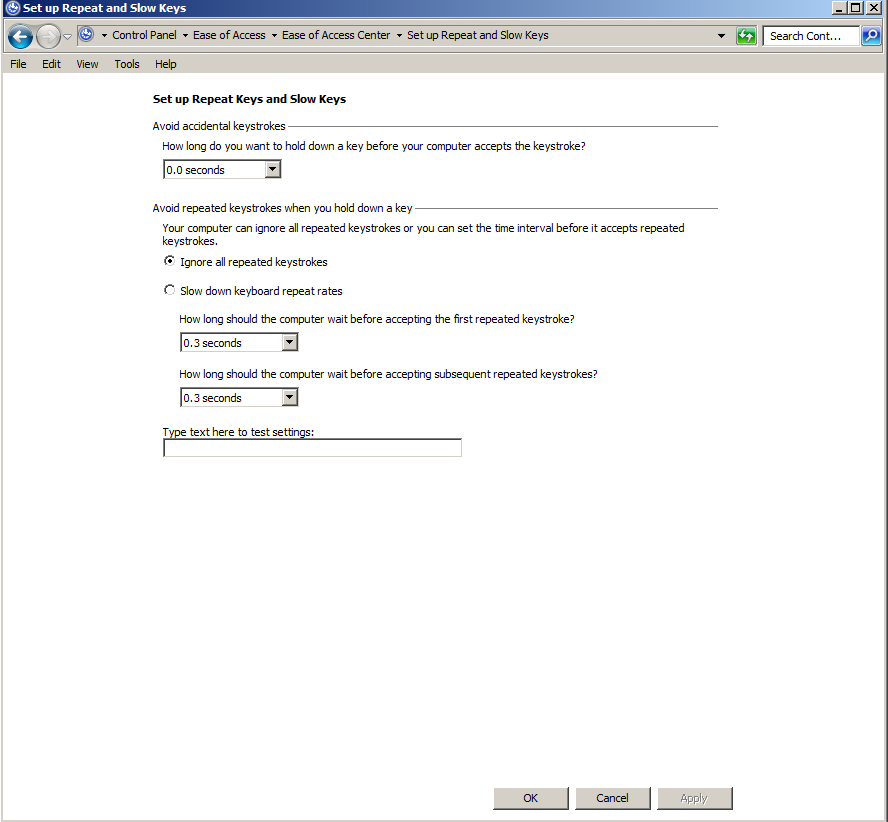 Set up Repeat and Slow Keys
Control Panel Ease of Access Ease of Access Center Set up Repeat and Slow Keys Search Cont...
File Edit View Tools Help
Set up Repeat Keys and Slow Keys
Avoid accidental keystrokes
How long do you want to hold down a key before your computer accepts the keystroke?
0.0 seconds
Avoid repeated keystrokes when you hold down a key
Your computer can ignore all repeated keystrokes or you can set the time interval before it accepts repeated
keystrokes.
Ignore all repeated keystrokes
Slow down keyboard repeat rates
How long should the computer wait before accepting the first repeated keystroke?
0.3 seconds
How long should the computer wait before accepting subsequent repeated keystrokes?
0.3 seconds
Type text here to test settings:
OK Cancel Apply